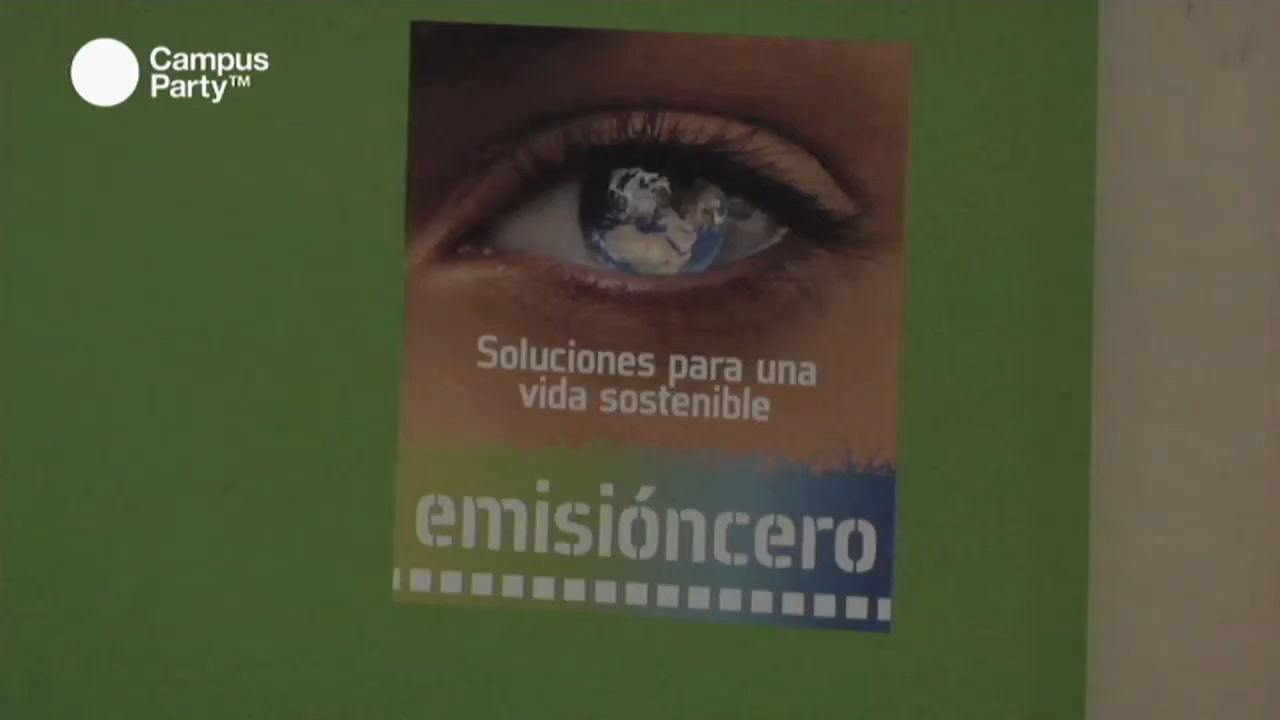 Campus
Party™
Soluciones para una
vida sostenible
emisióncero